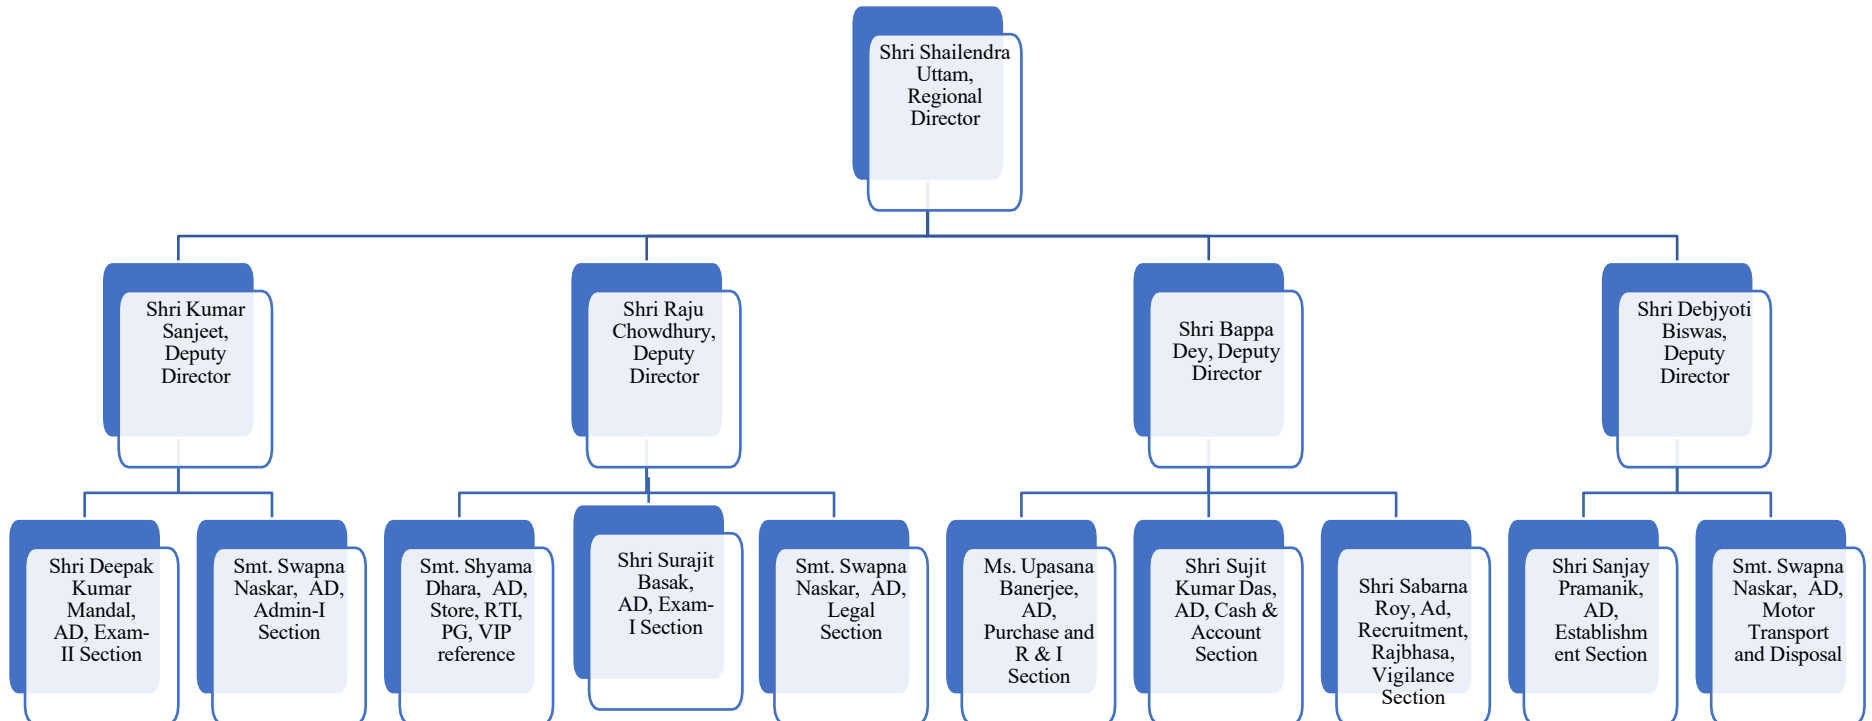 Shri Shailendra
Uttam,
Regional
Director
Shri Kumar
Sanjeet,
Deputy
Director
Shri Raju
Chowdhury,
Deputy
Director
Shri Bappa
Dey, Deputy
Director
Shri Debjyoti
Biswas,
Deputy
Director
Shri Deepak
Kumar
Mandal,
AD, Exam-
II Section
Smt. Swapna
Naskar, AD,
Admin-I
Section
Smt. Shyama
Dhara, AD,
Store, RTI,
PG, VIP
reference
Shri Surajit
Basak,
AD, Exam-
I Section
Smt. Swapna
Naskar, AD,
Legal
Section
Ms. Upasana
Banerjee,
AD,
Purchase and
R & I
Section
Shri Sujit
Kumar Das,
AD, Cash &
Account
Section
Shri Sabarna
Roy, Ad,
Recruitment,
Rajbhasa,
Vigilance
Section
Shri Sanjay
Pramanik,
AD,
Establishm
ent Section
Smt. Swapna
Naskar, AD,
Motor
Transport
and Disposal